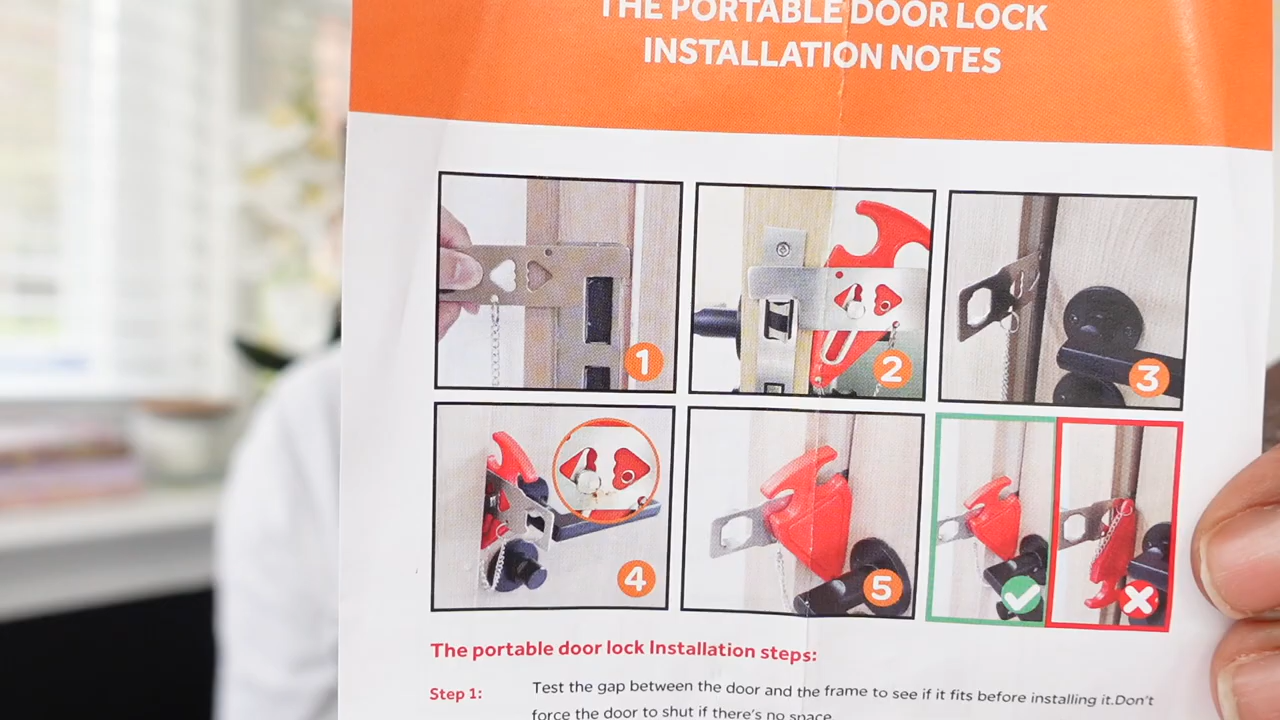 THE PORTABLE DOOR LOCK
INSTALLATION NOTES
1
2
3
4
5
The portable door lock Installation steps:
Step 1: Test the gap between the door and the frame to see if it fits before installing it.Don't
force the door to shut if there's no space.